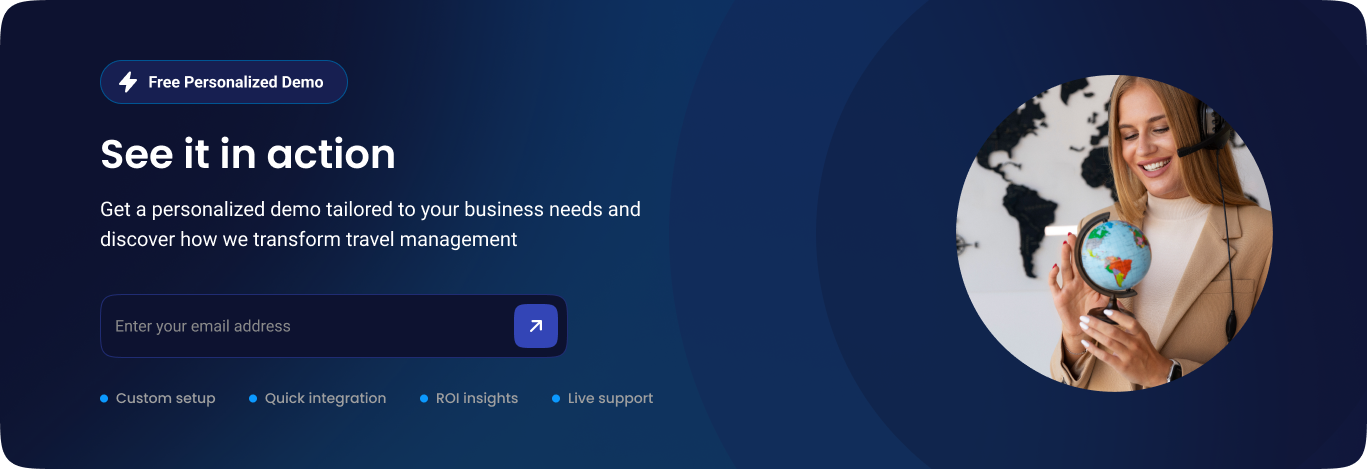 Free Personalized Demo
See it in action
Get a personalized demo tailored to your business needs and
discover how we transform travel management
Enter your email address
Custom setup
Quick integration
ROI insights
Live support